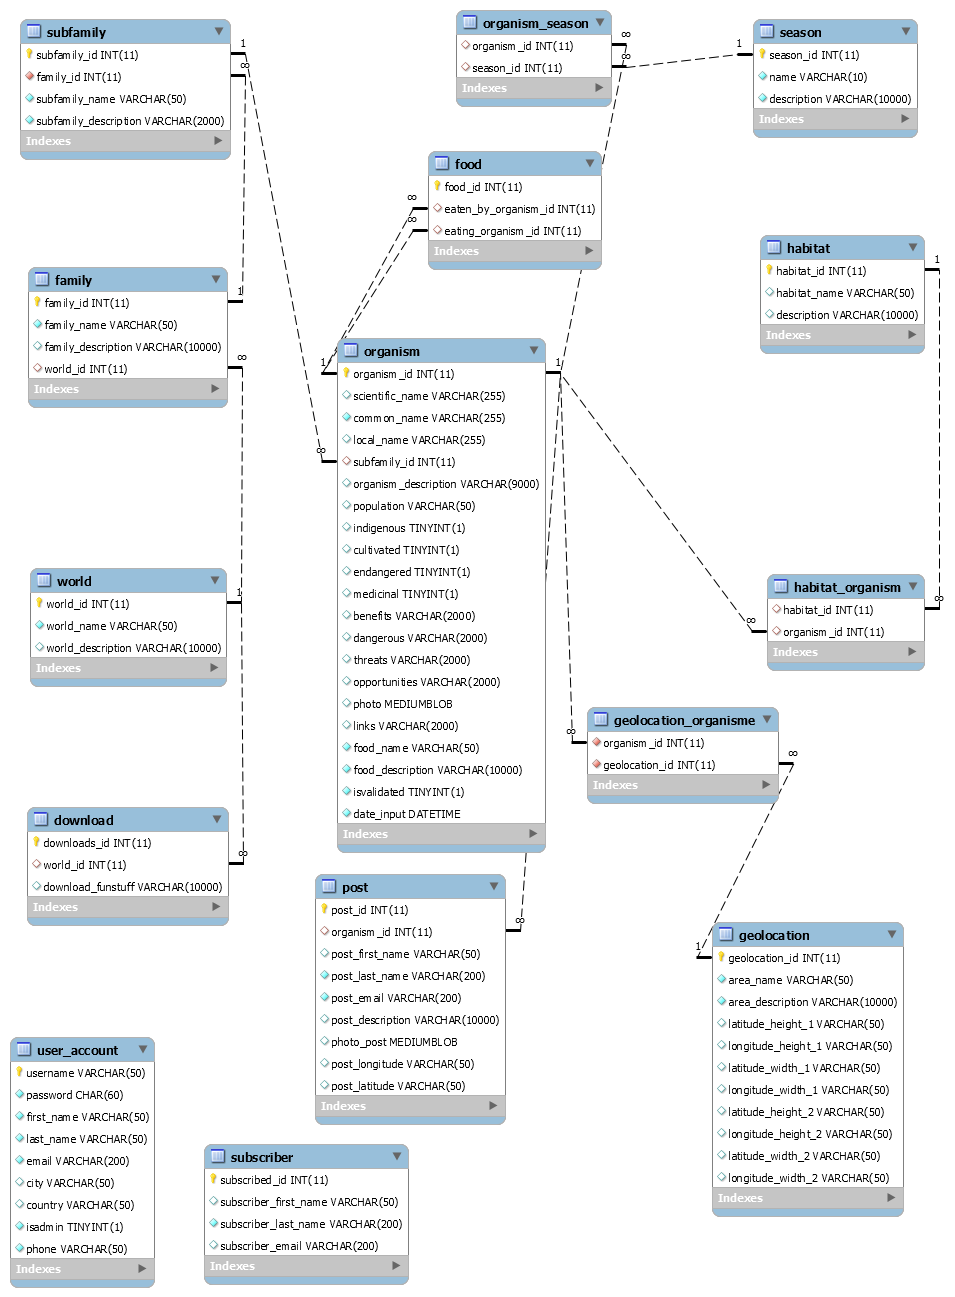 subfamily
subfamily_id INT(11)
family_id INT(11)
subfamily_name VARCHAR(50)
subfamily_description VARCHAR(2000)
Indexes
1
∞
organism_season
organism_id INT(11)
season_id INT(11)
Indexes
∞
∞
season
season_id INT(11)
name VARCHAR(10)
description VARCHAR(10000)
Indexes
1
food
food_id INT(11)
eaten_by_organism_id INT(11)
eating_organism_id INT(11)
Indexes
∞
∞
habitat
habitat_id INT(11)
habitat_name VARCHAR(50)
description VARCHAR(10000)
Indexes
1
family
family_id INT(11)
family_name VARCHAR(50)
family_description VARCHAR(10000)
world_id INT(11)
Indexes
1
∞
organism
organism_id INT(11)
scientific_name VARCHAR(255)
common_name VARCHAR(255)
local_name VARCHAR(255)
subfamily_id INT(11)
organism_description VARCHAR(9000)
population VARCHAR(50)
indigenous TINYINT(1)
cultivated TINYINT(1)
endangered TINYINT(1)
medicinal TINYINT(1)
benefits VARCHAR(2000)
dangerous VARCHAR(2000)
threats VARCHAR(2000)
opportunities VARCHAR(2000)
photo MEDIUMBLOB
links VARCHAR(2000)
food_name VARCHAR(50)
food_description VARCHAR(10000)
isvalidated TINYINT(1)
date_input DATETIME
Indexes
1
1
∞
world
world_id INT(11)
world_name VARCHAR(50)
world_description VARCHAR(10000)
Indexes
1
habitat_organism
habitat_id INT(11)
organism_id INT(11)
Indexes
∞
∞
geolocation_organisme
organism_id INT(11)
geolocation_id INT(11)
Indexes
∞
∞
download
downloads_id INT(11)
world_id INT(11)
download_funstuff VARCHAR(10000)
Indexes
∞
post
post_id INT(11)
organism_id INT(11)
post_first_name VARCHAR(50)
post_last_name VARCHAR(200)
post_email VARCHAR(200)
post_description VARCHAR(10000)
photo_post MEDIUMBLOB
post_longitude VARCHAR(50)
post_latitude VARCHAR(50)
Indexes
∞
geolocation
geolocation_id INT(11)
area_name VARCHAR(50)
area_description VARCHAR(10000)
latitude_height_1 VARCHAR(50)
longitude_height_1 VARCHAR(50)
latitude_width_1 VARCHAR(50)
longitude_width_1 VARCHAR(50)
latitude_height_2 VARCHAR(50)
longitude_height_2 VARCHAR(50)
latitude_width_2 VARCHAR(50)
longitude_width_2 VARCHAR(50)
Indexes
1
user_account
username VARCHAR(50)
password CHAR(60)
first_name VARCHAR(50)
last_name VARCHAR(50)
email VARCHAR(200)
city VARCHAR(50)
country VARCHAR(50)
isadmin TINYINT(1)
phone VARCHAR(50)
Indexes
subscriber
subscribed_id INT(11)
subscriber_first_name VARCHAR(50)
subscriber_last_name VARCHAR(200)
subscriber_email VARCHAR(200)
Indexes